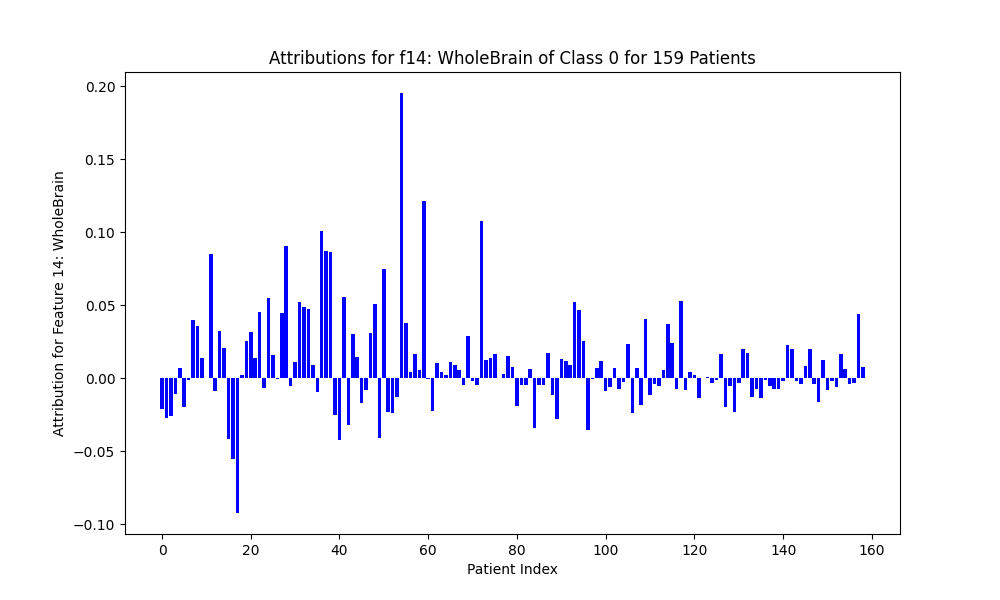 Attributions for f14: WholeBrain of Class 0 for 159 Patients
Attribution for Feature 14: WholeBrain
0.20
0.15
0.10
0.05
0.00
−0.05
−0.10
0 20 40 60 80 100 120 140 160
Patient Index